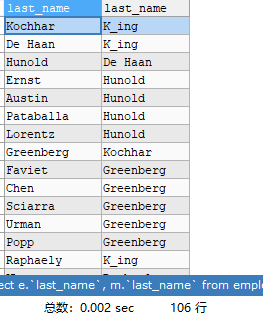 last_name last_name
Kochhar K_ing
De Haan K_ing
Hunold De Haan
Ernst Hunold
Austin Hunold
Pataballa Hunold
Lorentz Hunold
Greenberg Kochhar
Faviet Greenberg
Chen Greenberg
Sciarra Greenberg
Urman Greenberg
Popp Greenberg
Raphaely K_ing
ect e.`last_name`, m.`last_name` from emplo
总数: 0.002 sec 106 行